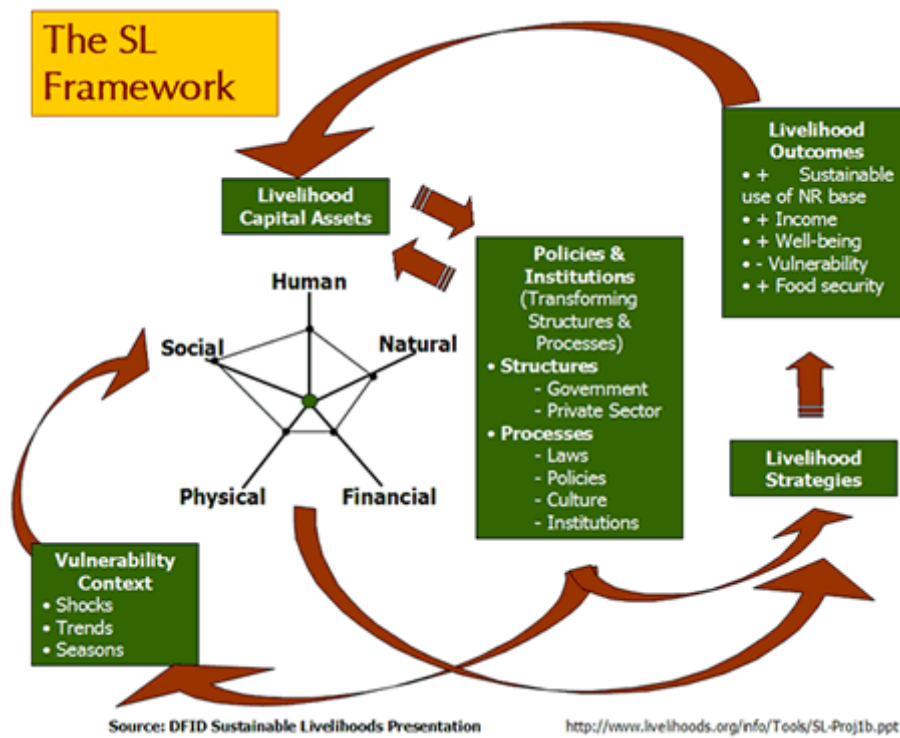 The SL
Framework
Livelihood
Outcomes
• + Sustainable
use of NR base
• + Income
• + Well-being
• - Vulnerability
• + Food security
Livelihood
Capital Assets
Policies &
Institutions
(Transforming
Structures &
Processes)
• Structures
- Government
- Private Sector
• Processes
- Laws
- Policies
- Culture
- Institutions
Human
Social
Natural
Physical
Financial
Livelihood
Strategies
Vulnerability
Context
• Shocks
• Trends
• Seasons
Source: DFID Sustainable Livelihoods Presentation
http://www.livelihoods.org/info/Tools/SL-Proj1b.ppt